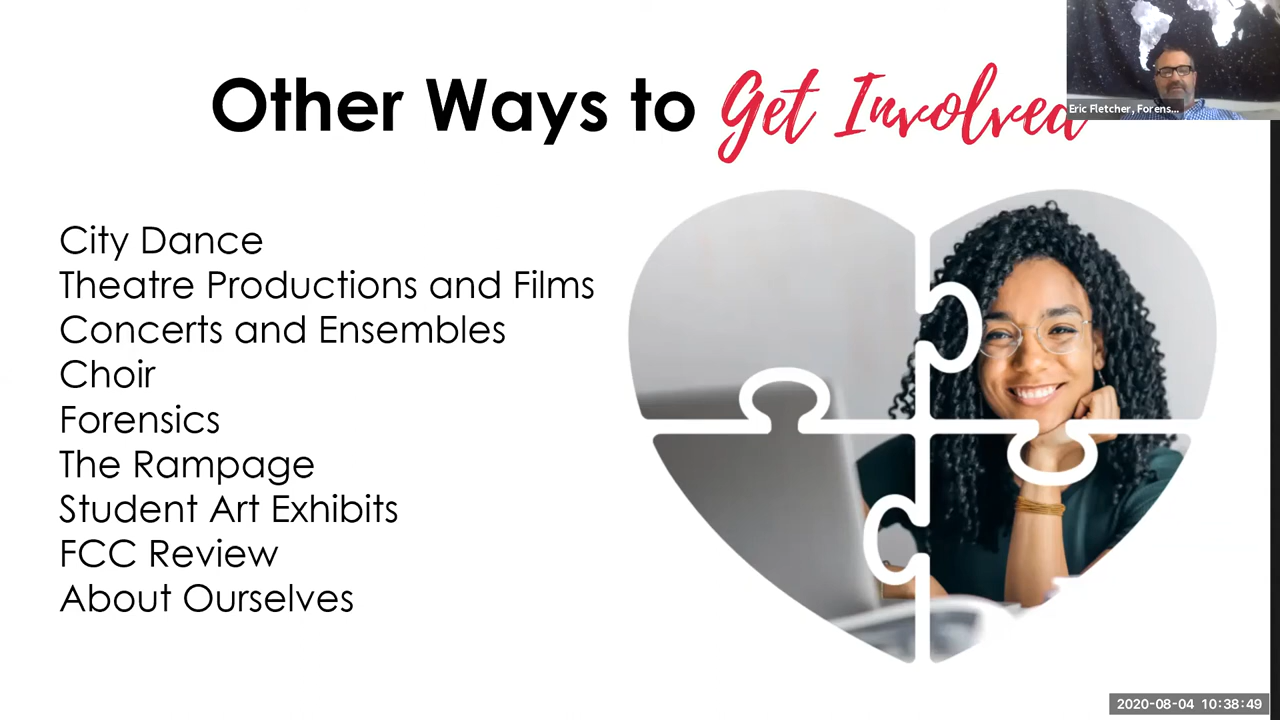 Other Ways to Get Involved
Eric Fletcher, Forens...
City Dance
Theatre Productions and Films
Concerts and Ensembles
Choir
Forensics
The Rampage
Student Art Exhibits
FCC Review
About Ourselves
2020-08-04 10:38:49